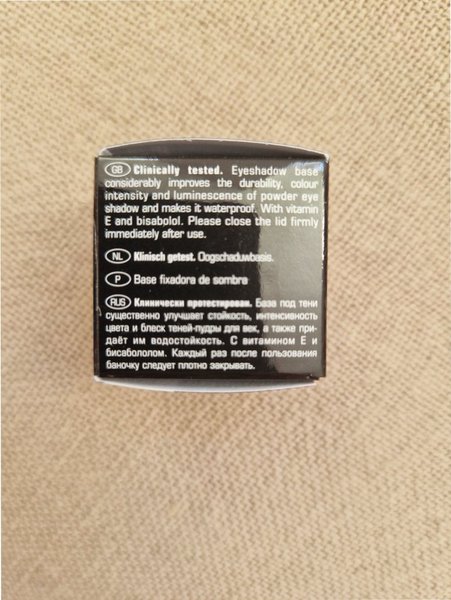 GB Clinically tested. Eyeshadow base
considerably improves the durability, colour
intensity and luminescence of powder eye
shadow and makes it waterproof. With vitamin
E and bisabolol. Please close the lid firmly
immediately after use.
NL Klinisch getest. Oogschaduwbasis.
P Base fixadora de sombra
RUS Клинически протестирован. База под тени
существенно улучшает стойкость, интенсивность
цвета и блеск теней-пудры для век, а также при-
даёт им водостойкость. С витамином Е и
бисабололом. Каждый раз после пользования
баночку следует плотно закрывать.